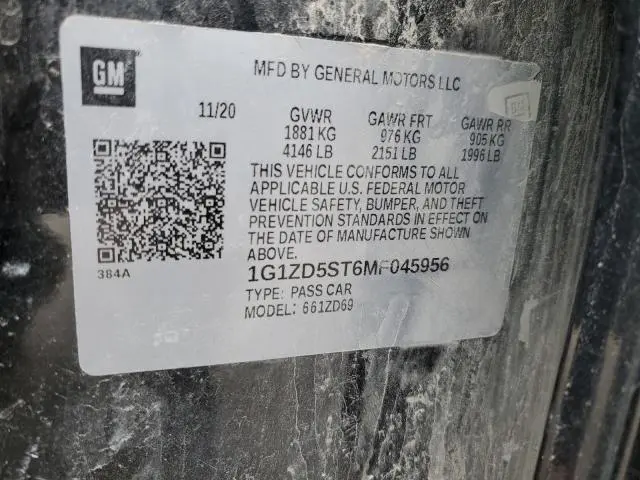 GM
MFD BY GENERAL MOTORS LLC
11/20 GVWR GAWR FRT GAWR RR
1881 KG 976 KG 905 KG
4146 LB 2151 LB 1996 LB
THIS VEHICLE CONFORMS TO ALL
APPLICABLE U.S. FEDERAL MOTOR
VEHICLE SAFETY, BUMPER, AND THEFT
PREVENTION STANDARDS IN EFFECT ON
THE DATE OF MANUFACTURE SHOWN
ABOVE.
384A
1G1ZD5ST6MF045956
TYPE: PASS CAR
MODEL: 661ZD69